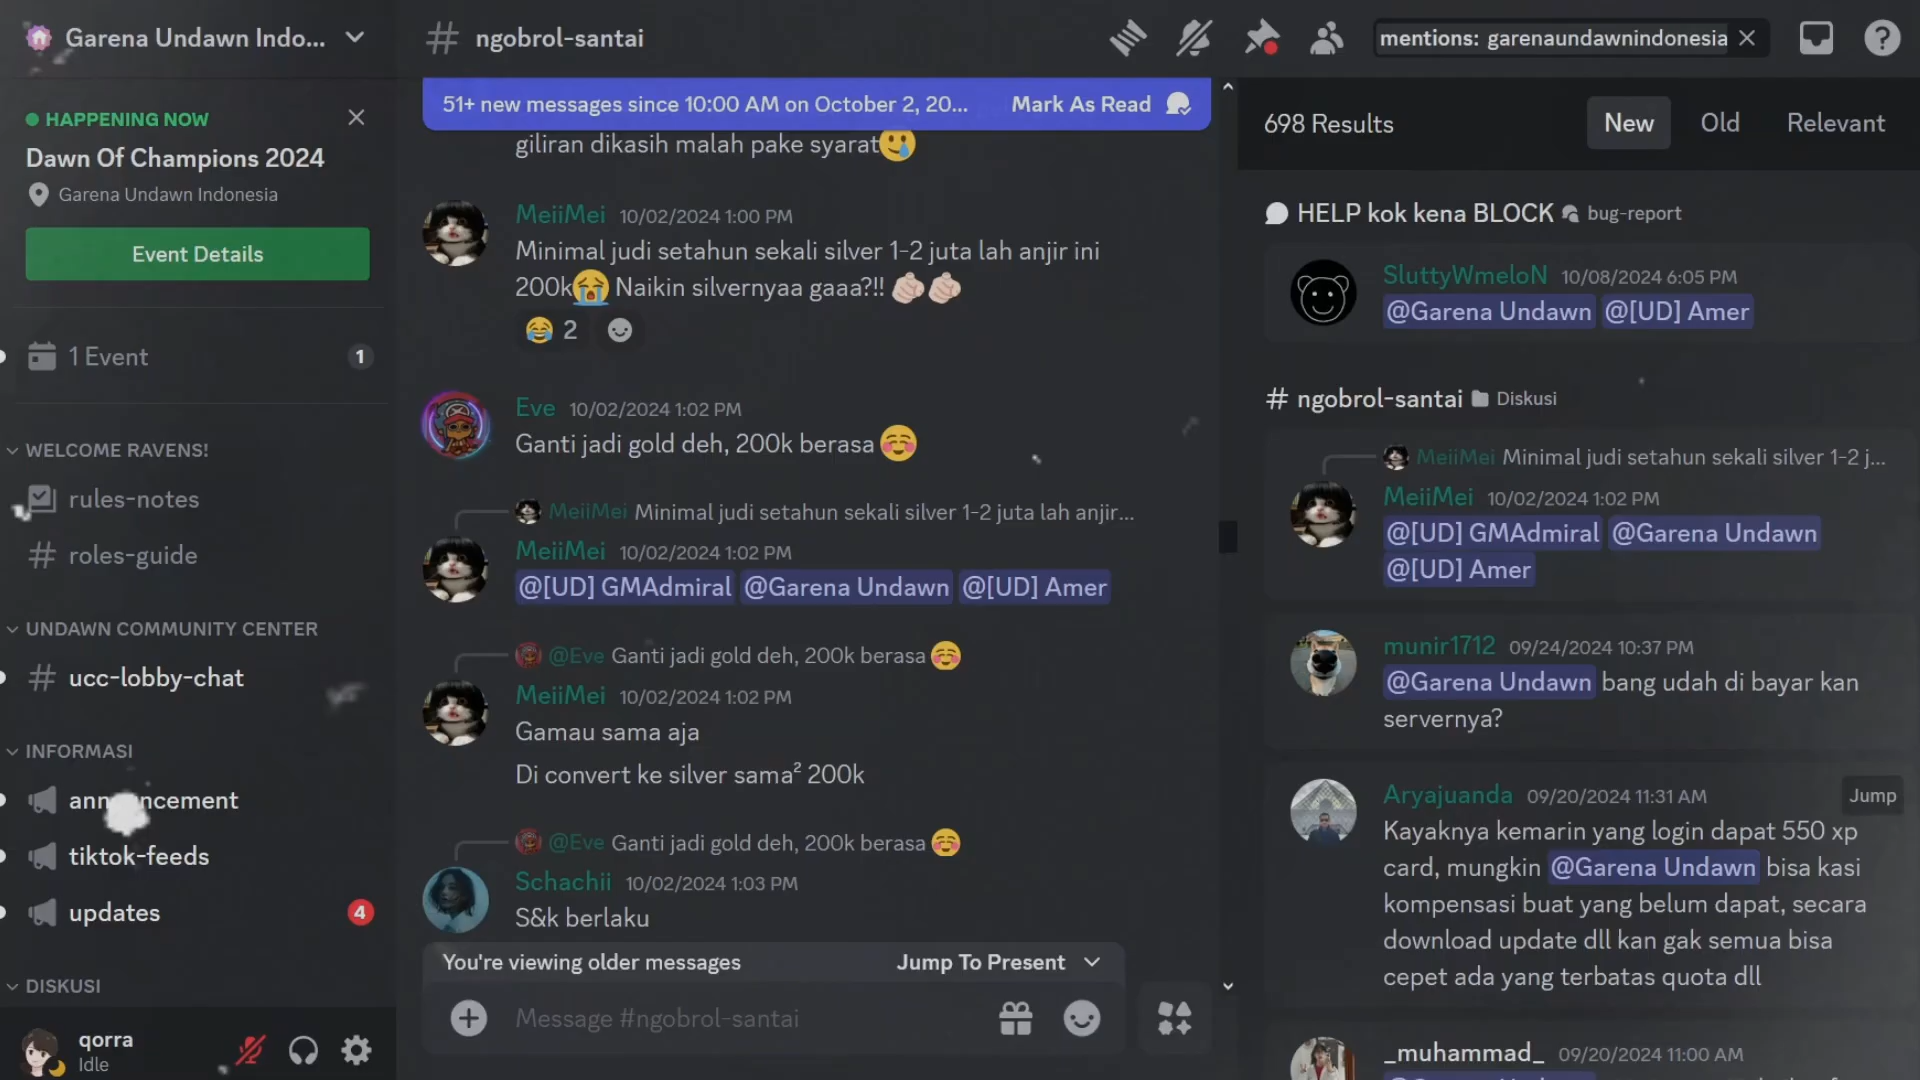 Garena Undawn Indo...
HAPPENING NOW
Dawn Of Champions 2024
Garena Undawn Indonesia
Event Details
1 Event
1
WELCOME RAVENS!
rules-notes
roles-guide
UNDAWN COMMUNITY CENTER
ucc-lobby-chat
INFORMASI
announcement
tiktok-feeds
updates
4
DISKUSI
qorra
Idle
ngobrol-santai
51+ new messages since 10:00 AM on October 2, 20...
Mark As Read
giliran dikasih malah pake syarat🥲
MeiiMei 10/02/2024 1:00 PM
Minimal judi setahun sekali silver 1-2 juta lah anjir ini
200k😭 Naikin silvernyaa gaaa?!! 🫵🏻🫵🏻
😂 2
Eve 10/02/2024 1:02 PM
Ganti jadi gold deh, 200k berasa ☺️
MeiiMei Minimal judi setahun sekali silver 1-2 juta lah anjir...
MeiiMei 10/02/2024 1:02 PM
@[UD] GMAdmiral @Garena Undawn @[UD] Amer
@Eve Ganti jadi gold deh, 200k berasa ☺️
MeiiMei 10/02/2024 1:02 PM
Gamau sama aja
Di convert ke silver sama² 200k
@Eve Ganti jadi gold deh, 200k berasa ☺️
Schachii 10/02/2024 1:03 PM
S&k berlaku
You're viewing older messages
Jump To Present
Message #ngobrol-santai
mentions: garenaundawnindonesia
698 Results
New
Old
Relevant
HELP kok kena BLOCK bug-report
SluttyWmeloN 10/08/2024 6:05 PM
@Garena Undawn @[UD] Amer
# ngobrol-santai Diskusi
MeiiMei Minimal judi setahun sekali silver 1-2 j...
MeiiMei 10/02/2024 1:02 PM
@[UD] GMAdmiral @Garena Undawn
@[UD] Amer
munir1712 09/24/2024 10:37 PM
@Garena Undawn bang udah di bayar kan
servernya?
Aryajuanda 09/20/2024 11:31 AM
Jump
Kayaknya kemarin yang login dapat 550 xp
card, mungkin @Garena Undawn bisa kasi
kompensasi buat yang belum dapat, secara
download update dll kan gak semua bisa
cepet ada yang terbatas quota dll
_muhammad_ 09/20/2024 11:00 AM